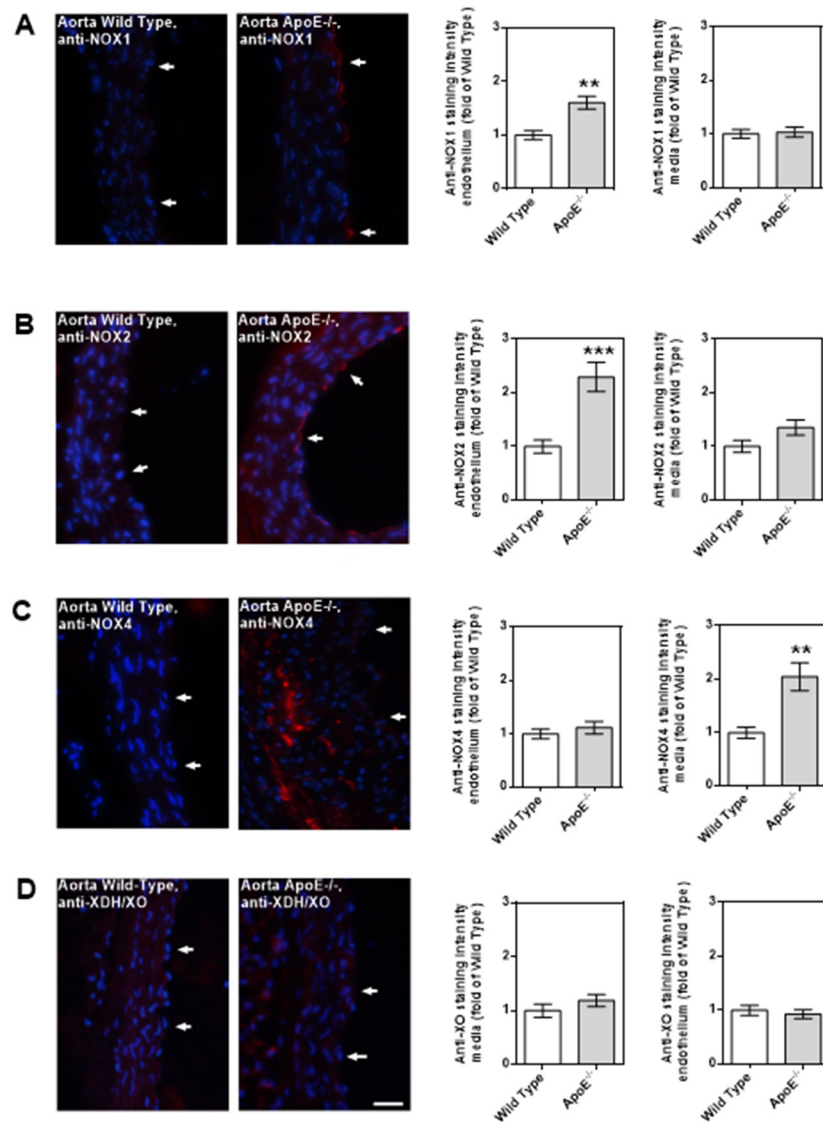 A
Aorta Wild Type,
anti-NOX1
Aorta ApoE-/-,
anti-NOX1
Anti-NOX1 staining intensity
endothelium (fold of Wild Type)
3
2
1
0
**
Wild Type
ApoE-/-
Anti-NOX1 staining intensity
media (fold of Wild Type)
3
2
1
0
Wild Type
ApoE-/-
B
Aorta Wild Type,
anti-NOX2
Aorta ApoE-/-,
anti-NOX2
Anti-NOX2 staining intensity
endothelium (fold of Wild Type)
3
2
1
0
***
Wild Type
ApoE-/-
Anti-NOX2 staining intensity
media (fold of Wild Type)
3
2
1
0
Wild Type
ApoE-/-
C
Aorta Wild Type,
anti-NOX4
Aorta ApoE-/-,
anti-NOX4
Anti-NOX4 staining intensity
endothelium (fold of Wild Type)
3
2
1
0
Wild Type
ApoE-/-
Anti-NOX4 staining intensity
media (fold of Wild Type)
3
2
1
0
**
Wild Type
ApoE-/-
D
Aorta Wild-Type,
anti-XDH/XO
Aorta ApoE-/-,
anti-XDH/XO
Anti-XO staining intensity
media (fold of Wild Type)
3
2
1
0
Wild Type
ApoE-/-
Anti-XO staining intensity
endothelium (fold of Wild Type)
3
2
1
0
Wild Type
ApoE-/-